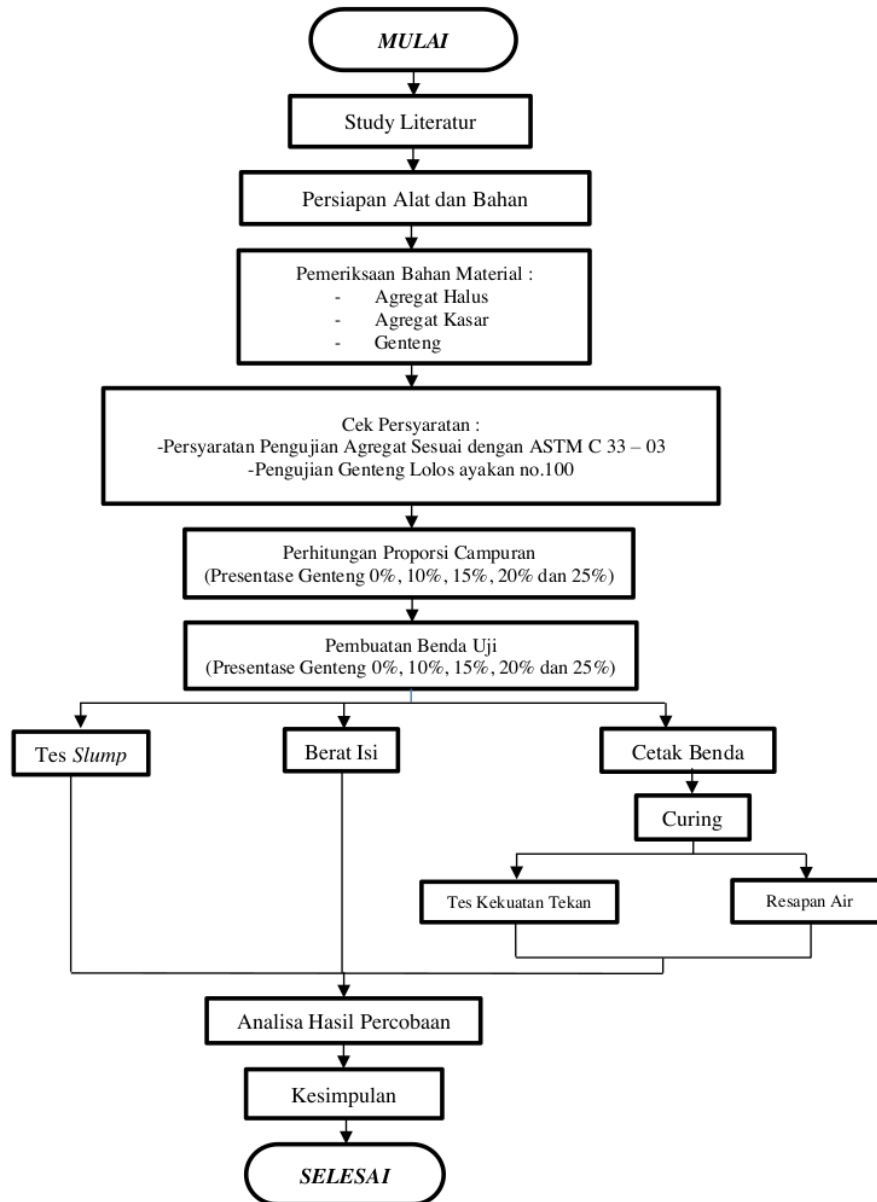 MULAI
Study Literatur
Persiapan Alat dan Bahan
Pemeriksaan Bahan Material :
- Agregat Halus
- Agregat Kasar
- Genteng
Cek Persyaratan :
-Persyaratan Pengujian Agregat Sesuai dengan ASTM C 33 – 03
-Pengujian Genteng Lolos ayakan no.100
Perhitungan Proporsi Campuran
(Presentase Genteng 0%, 10%, 15%, 20% dan 25%)
Pembuatan Benda Uji
(Presentase Genteng 0%, 10%, 15%, 20% dan 25%)
Tes Slump
Berat Isi
Cetak Benda
Curing
Tes Kekuatan Tekan
Resapan Air
Analisa Hasil Percobaan
Kesimpulan
SELESAI